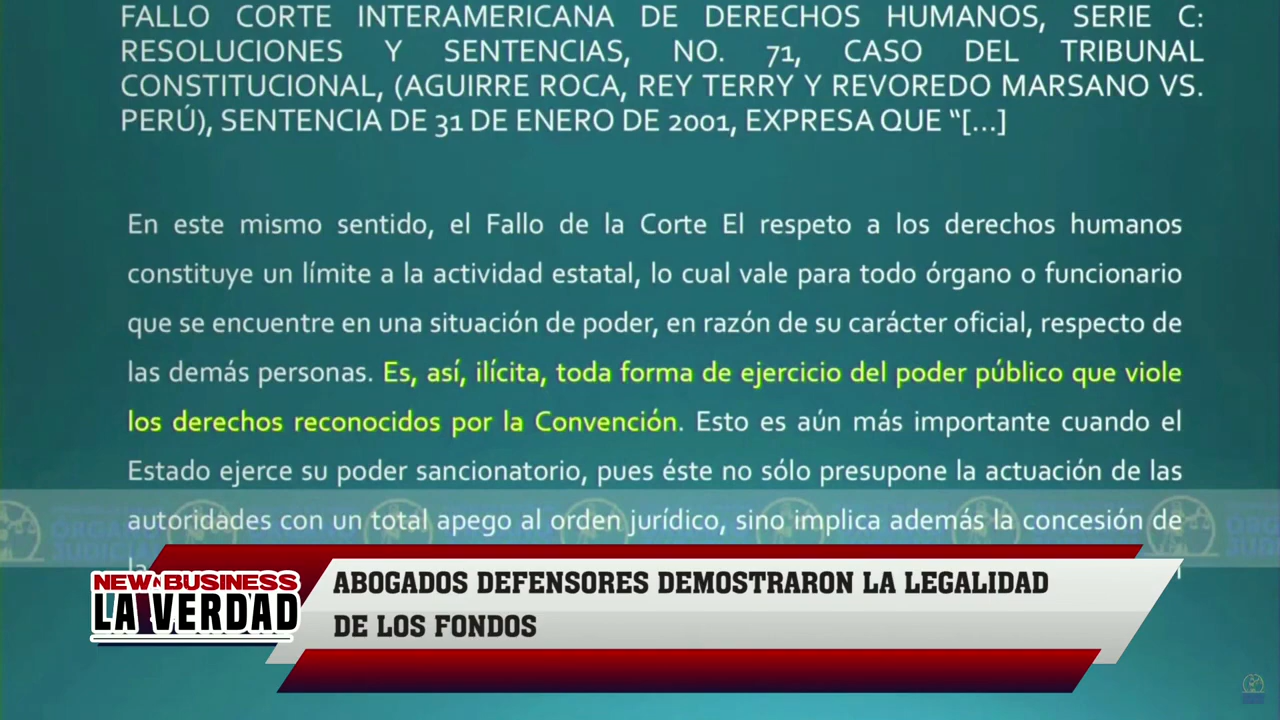 FALLO CORTE INTERAMERICANA DE DERECHOS HUMANOS, SERIE C:
RESOLUCIONES Y SENTENCIAS, NO. 71, CASO DEL TRIBUNAL
CONSTITUCIONAL, (AGUIRRE ROCA, REY TERRY Y REVOREDO MARSANO VS.
PERÚ), SENTENCIA DE 31 DE ENERO DE 2001, EXPRESA QUE “[...]
En este mismo sentido, el Fallo de la Corte El respeto a los derechos humanos
constituye un límite a la actividad estatal, lo cual vale para todo órgano o funcionario
que se encuentre en una situación de poder, en razón de su carácter oficial, respecto de
las demás personas. Es, así, ilícita, toda forma de ejercicio del poder público que viole
los derechos reconocidos por la Convención. Esto es aún más importante cuando el
Estado ejerce su poder sancionatorio, pues éste no sólo presupone la actuación de las
autoridades con un total apego al orden jurídico, sino implica además la concesión de
NEW BUSINESS
LA VERDAD
ABOGADOS DEFENSORES DEMOSTRARON LA LEGALIDAD
DE LOS FONDOS